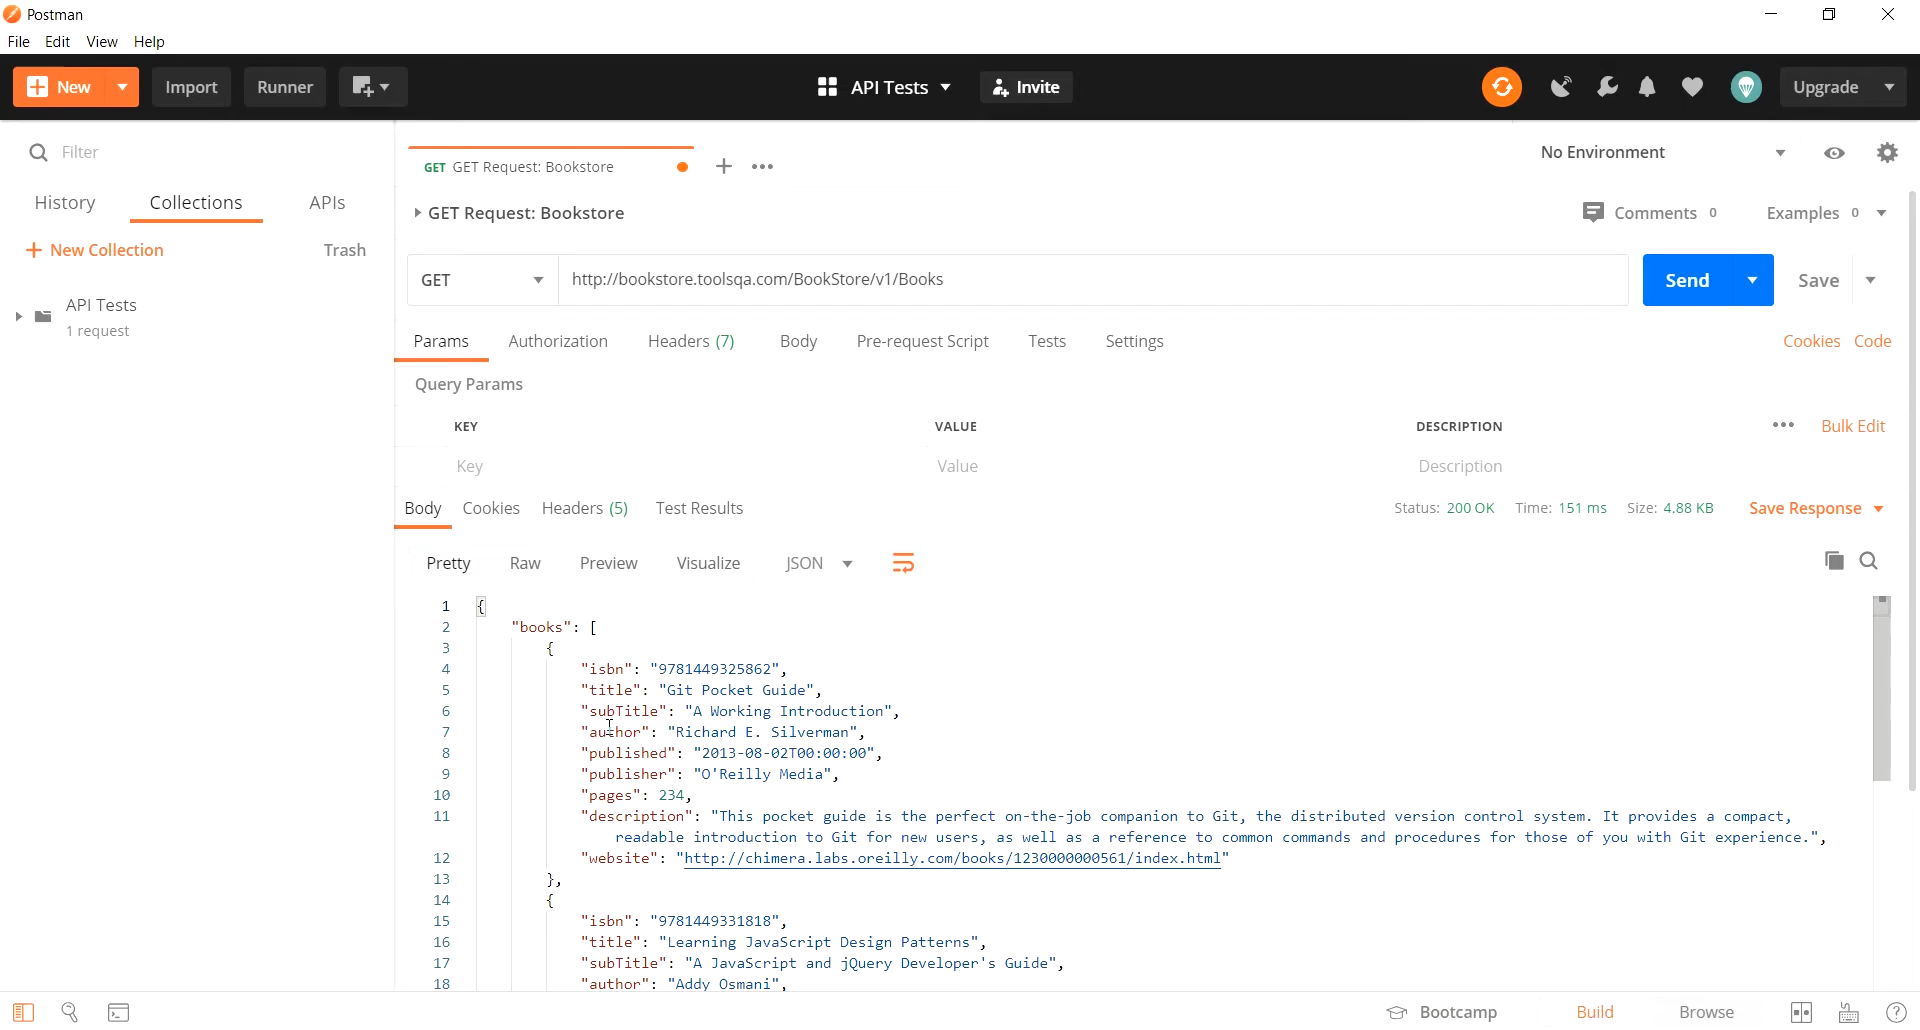 Postman
File Edit View Help
New Import Runner API Tests Invite Upgrade
Filter
History Collections APIs
New Collection Trash
API Tests
1 request
GET GET Request: Bookstore
No Environment
GET Request: Bookstore
Comments 0 Examples 0
GET http://bookstore.toolsqa.com/BookStore/v1/Books Send Save
Params Authorization Headers (7) Body Pre-request Script Tests Settings Cookies Code
Query Params
KEY VALUE DESCRIPTION Bulk Edit
Key Value Description
Body Cookies Headers (5) Test Results Status: 200 OK Time: 151 ms Size: 4.88 KB Save Response
Pretty Raw Preview Visualize JSON
1 {
2 "books": [
3 {
4 "isbn": "9781449325862",
5 "title": "Git Pocket Guide",
6 "subTitle": "A Working Introduction",
7 "author": "Richard E. Silverman",
8 "published": "2013-08-02T00:00:00",
9 "publisher": "O'Reilly Media",
10 "pages": 234,
11 "description": "This pocket guide is the perfect on-the-job companion to Git, the distributed version control system. It provides a compact,
readable introduction to Git for new users, as well as a reference to common commands and procedures for those of you with Git experience.",
12 "website": "http://chimera.labs.oreilly.com/books/1230000000561/index.html"
13 },
14 {
15 "isbn": "9781449331818",
16 "title": "Learning JavaScript Design Patterns",
17 "subTitle": "A JavaScript and jQuery Developer's Guide",
18 "author": "Addy Osmani",
Bootcamp Build Browse